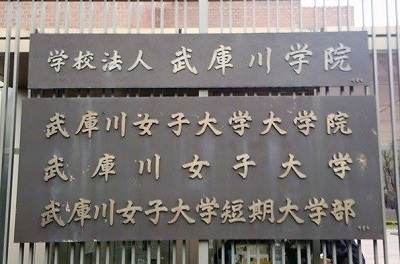 学校法人 武庫川学院
武庫川女子大学大学院
武庫川女子大学
武庫川女子大学短期大学部